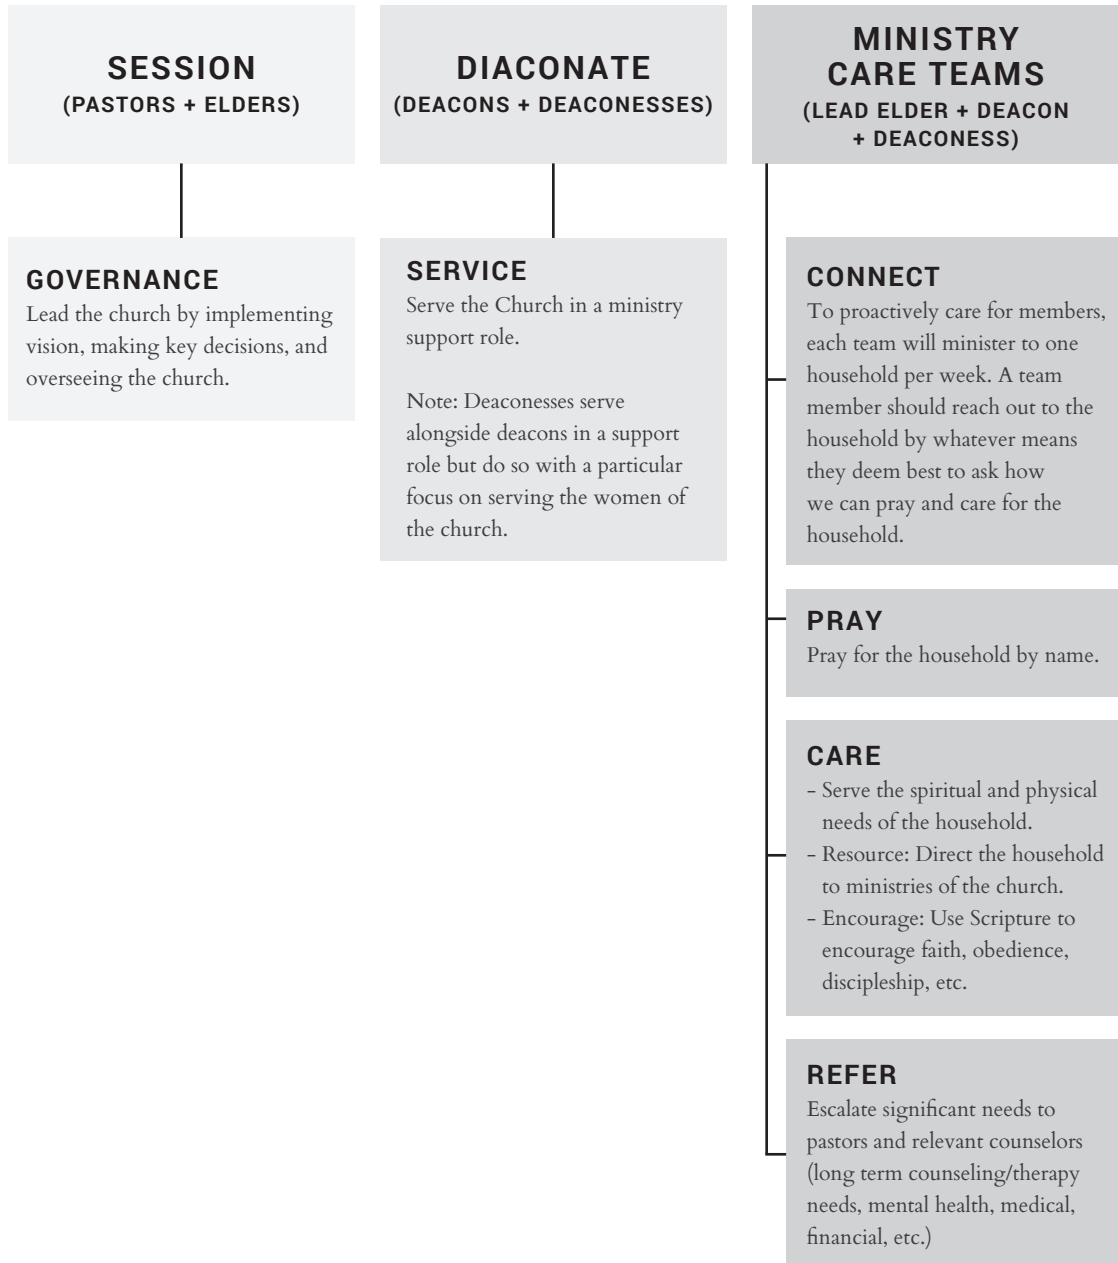 SESSION
(PASTORS + ELDERS)
GOVERNANCE
Lead the church by implementing
vision, making key decisions, and
overseeing the church.
DIACONATE
(DEACONS + DEACONESSES)
SERVICE
Serve the Church in a ministry
support role.
Note: Deaconesses serve
alongside deacons in a support
role but do so with a particular
focus on serving the women of
the church.
MINISTRY
CARE TEAMS
(LEAD ELDER + DEACON
+ DEACONESS)
CONNECT
To proactively care for members,
each team will minister to one
household per week. A team
member should reach out to the
household by whatever means
they deem best to ask how
we can pray and care for the
household.
PRAY
Pray for the household by name.
CARE
- Serve the spiritual and physical
needs of the household.
- Resource: Direct the household
to ministries of the church.
- Encourage: Use Scripture to
encourage faith, obedience,
discipleship, etc.
REFER
Escalate significant needs to
pastors and relevant counselors
(long term counseling/therapy
needs, mental health, medical,
financial, etc.)